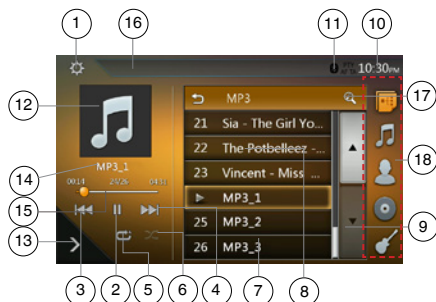 1
16
11
10
10:30PM
12
MP3
17
21 Sia - The Girl Yo...
22 The Potbelleez -...
23 Vincent - Miss ...
MP3_1
25 MP3_2
26 MP3_3
14
MP3_1
00:14 24/26 04:11
18
15
13
9
3
2
5
6
4
7
8